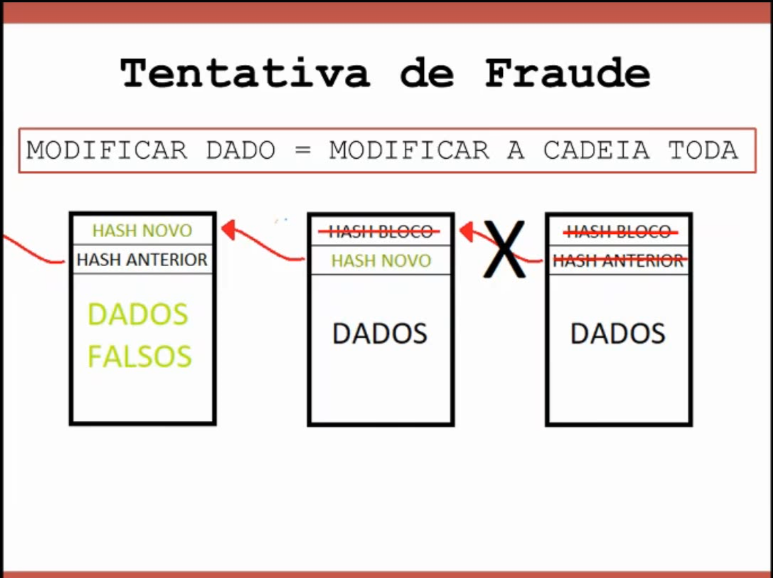 Tentativa de Fraude
MODIFICAR DADO = MODIFICAR A CADEIA TODA
HASH NOVO
HASH ANTERIOR
DADOS
FALSOS
HASH BLOCO
HASH NOVO
DADOS
X
HASH BLOCO
HASH ANTERIOR
DADOS